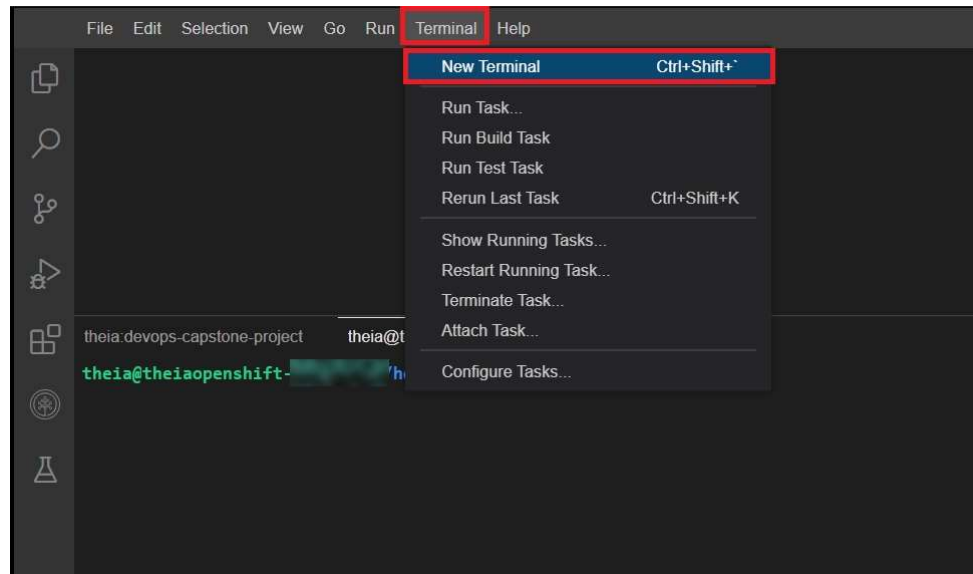 File Edit Selection View Go Run Terminal Help
New Terminal Ctrl+Shift+`
Run Task...
Run Build Task
Run Test Task
Rerun Last Task Ctrl+Shift+K
Show Running Tasks...
Restart Running Task...
Terminate Task...
Attach Task...
Configure Tasks...
theia:devops-capstone-project theia@t
theia@theiaopenshift- /h